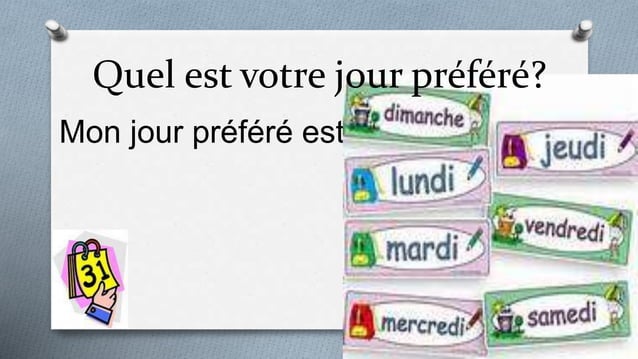 Quel est votre jour préféré?
Mon jour préféré est
dimanche
lundi
mardi
mercredi
jeudi
vendredi
samedi
31